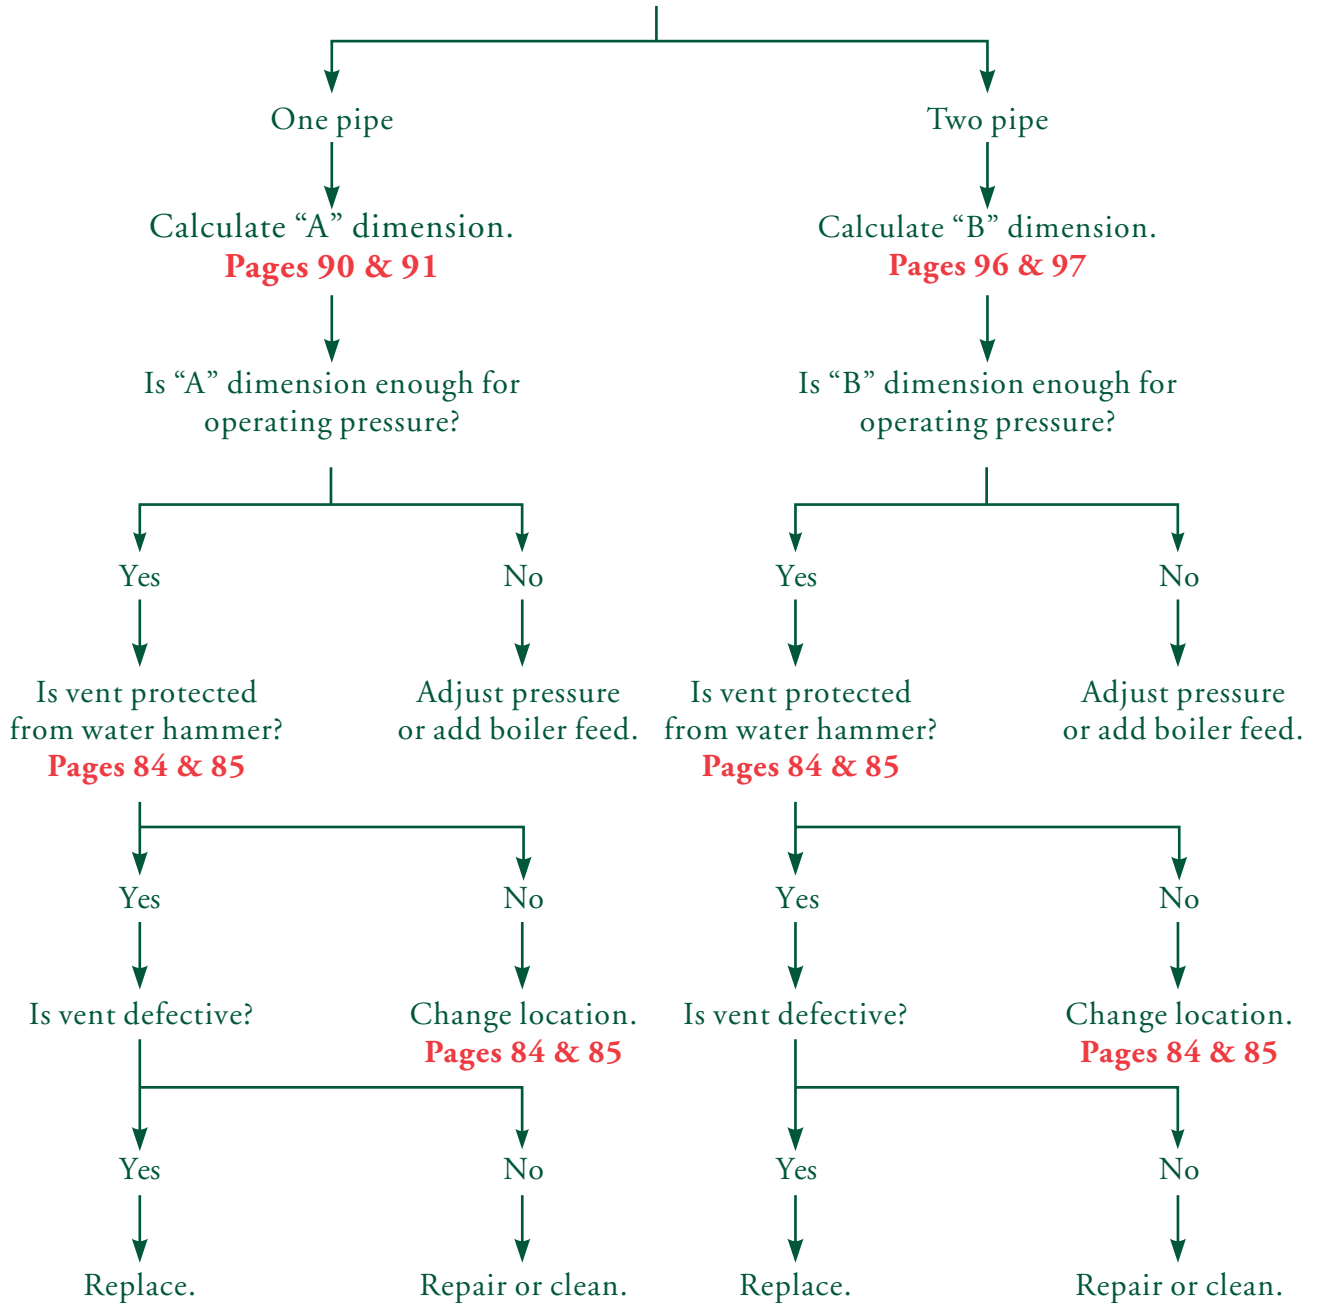 One pipe
Two pipe
Calculate “A” dimension.
Pages 90 & 91
Calculate “B” dimension.
Pages 96 & 97
Is “A” dimension enough for
operating pressure?
Is “B” dimension enough for
operating pressure?
Yes
No
Yes
No
Is vent protected
from water hammer?
Pages 84 & 85
Adjust pressure
or add boiler feed.
Is vent protected
from water hammer?
Pages 84 & 85
Adjust pressure
or add boiler feed.
Yes
No
Yes
No
Is vent defective?
Change location.
Pages 84 & 85
Is vent defective?
Change location.
Pages 84 & 85
Yes
No
Yes
No
Replace.
Repair or clean.
Replace.
Repair or clean.